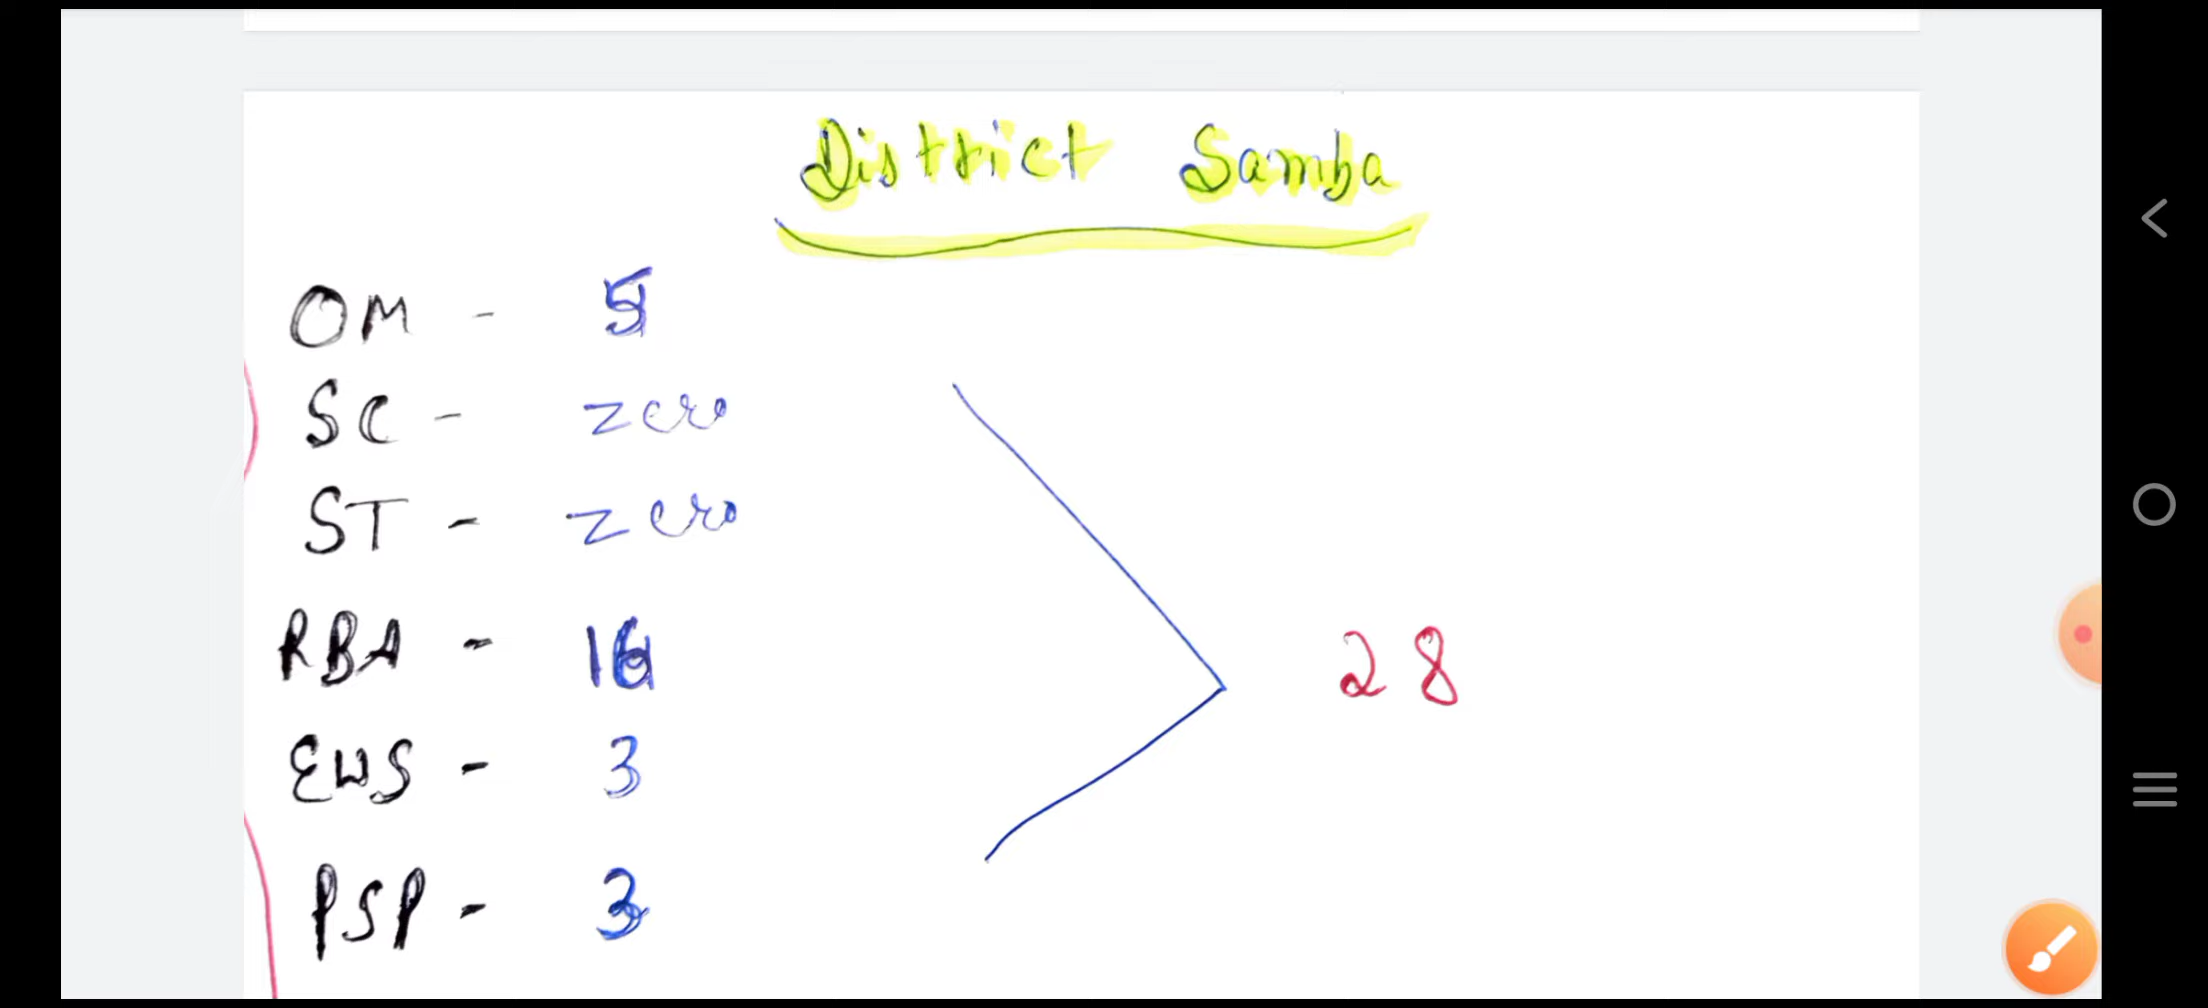 District Samba
OM - 5
SC - zero
ST - zero
RBA - 16
EWS - 3
PSP - 3
28